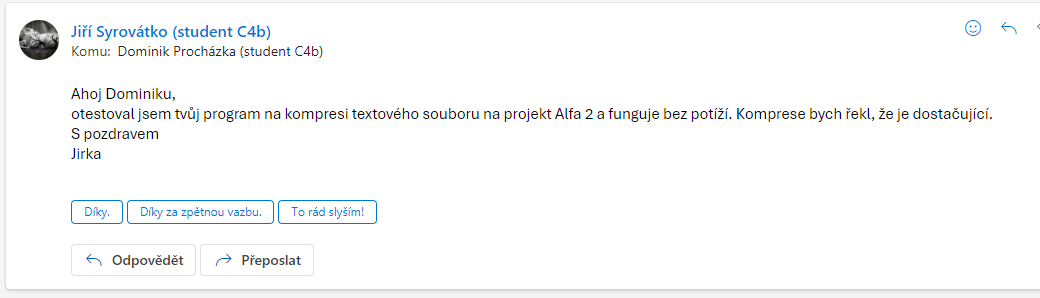 Jiří Syrovátko (student C4b)
Komu: Dominik Procházka (student C4b)
Ahoj Dominiku,
otestoval jsem tvůj program na kompresi textového souboru na projekt Alfa 2 a funguje bez potíží. Komprese bych řekl, že je dostačující.
S pozdravem
Jirka
Díky. Díky za zpětnou vazbu. To rád slyším!
Odpovědět Přeposlat